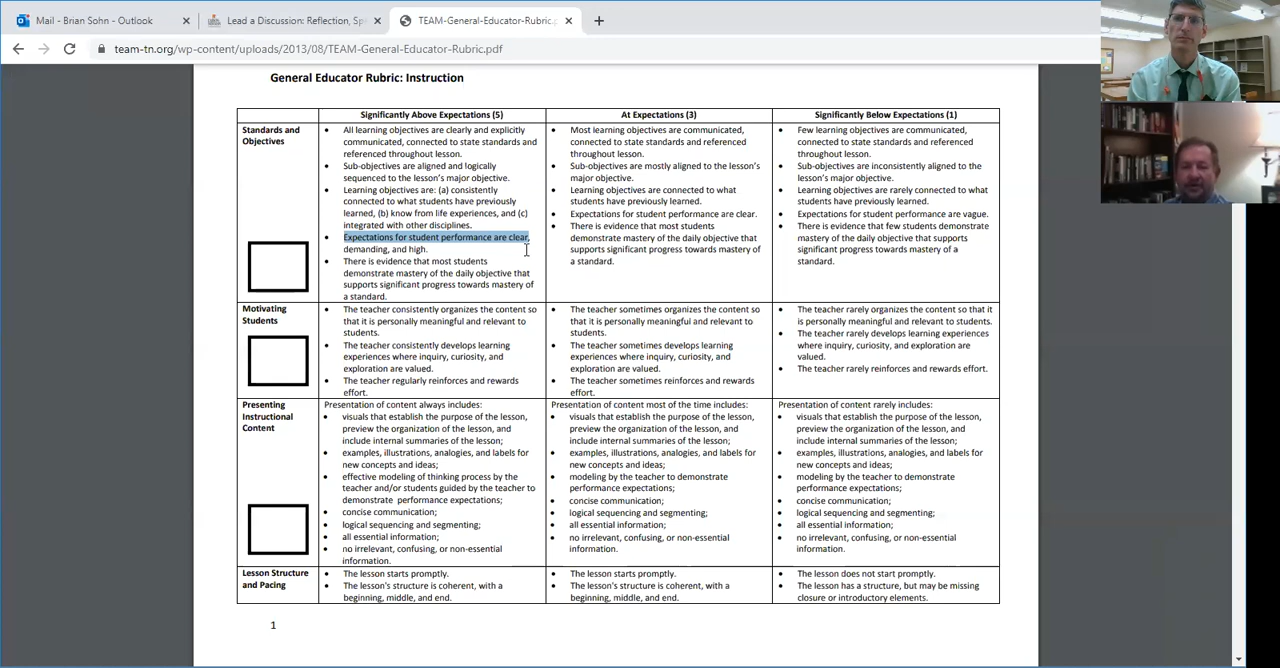 Mail - Brian Sohn - Outlook
Lead a Discussion: Reflection, Sp
TEAM-General-Educator-Rubric.p
team-tn.org/wp-content/uploads/2013/08/TEAM-General-Educator-Rubric.pdf
General Educator Rubric: Instruction
Significantly Above Expectations (5)
At Expectations (3)
Significantly Below Expectations (1)
Standards and
Objectives
• All learning objectives are clearly and explicitly
communicated, connected to state standards and
referenced throughout lesson.
• Sub-objectives are aligned and logically
sequenced to the lesson's major objective.
• Learning objectives are: (a) consistently
connected to what students have previously
learned, (b) know from life experiences, and (c)
integrated with other disciplines.
• Expectations for student performance are clear,
demanding, and high.
• There is evidence that most students
demonstrate mastery of the daily objective that
supports significant progress towards mastery of
a standard.
• Most learning objectives are communicated,
connected to state standards and referenced
throughout lesson.
• Sub-objectives are mostly aligned to the lesson's
major objective.
• Learning objectives are connected to what
students have previously learned.
• Expectations for student performance are clear.
• There is evidence that most students
demonstrate mastery of the daily objective that
supports significant progress towards mastery of
a standard.
• Few learning objectives are communicated,
connected to state standards and referenced
throughout lesson.
• Sub-objectives are inconsistently aligned to the
lesson's major objective.
• Learning objectives are rarely connected to what
students have previously learned.
• Expectations for student performance are vague.
• There is evidence that few students demonstrate
mastery of the daily objective that supports
significant progress towards mastery of a
standard.
Motivating
Students
• The teacher consistently organizes the content so
that it is personally meaningful and relevant to
students.
• The teacher consistently develops learning
experiences where inquiry, curiosity, and
exploration are valued.
• The teacher regularly reinforces and rewards
effort.
• The teacher sometimes organizes the content so
that it is personally meaningful and relevant to
students.
• The teacher sometimes develops learning
experiences where inquiry, curiosity, and
exploration are valued.
• The teacher sometimes reinforces and rewards
effort.
• The teacher rarely organizes the content so that it
is personally meaningful and relevant to students.
• The teacher rarely develops learning experiences
where inquiry, curiosity, and exploration are
valued.
• The teacher rarely reinforces and rewards effort.
Presenting
Instructional
Content
Presentation of content always includes:
• visuals that establish the purpose of the lesson,
preview the organization of the lesson, and
include internal summaries of the lesson;
• examples, illustrations, analogies, and labels for
new concepts and ideas;
• effective modeling of thinking process by the
teacher and/or students guided by the teacher to
demonstrate performance expectations;
• concise communication;
• logical sequencing and segmenting;
• all essential information;
• no irrelevant, confusing, or non-essential
information.
Presentation of content most of the time includes:
• visuals that establish the purpose of the lesson,
preview the organization of the lesson, and
include internal summaries of the lesson;
• examples, illustrations, analogies, and labels for
new concepts and ideas;
• modeling by the teacher to demonstrate
performance expectations;
• concise communication;
• logical sequencing and segmenting;
• all essential information;
• no irrelevant, confusing, or non-essential
information.
Presentation of content rarely includes:
• visuals that establish the purpose of the lesson,
preview the organization of the lesson, and
include internal summaries of the lesson;
• examples, illustrations, analogies, and labels for
new concepts and ideas;
• modeling by the teacher to demonstrate
performance expectations;
• concise communication;
• logical sequencing and segmenting;
• all essential information;
• no irrelevant, confusing, or non-essential
information.
Lesson Structure
and Pacing
• The lesson starts promptly.
• The lesson's structure is coherent, with a
beginning, middle, and end.
• The lesson starts promptly.
• The lesson's structure is coherent, with a
beginning, middle, and end.
• The lesson does not start promptly.
• The lesson has a structure, but may be missing
closure or introductory elements.
1